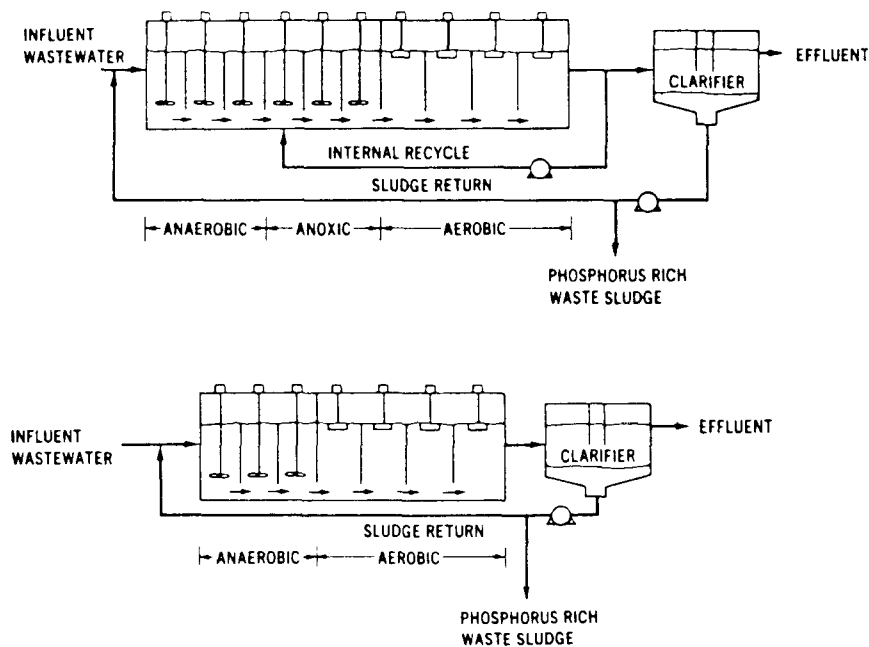 INFLUENT
WASTEWATER
EFFLUENT
CLARIFIER
INTERNAL RECYCLE
SLUDGE RETURN
ANAEROBIC
ANOXIC
AEROBIC
PHOSPHORUS RICH
WASTE SLUDGE
INFLUENT
WASTEWATER
EFFLUENT
CLARIFIER
SLUDGE RETURN
ANAEROBIC
AEROBIC
PHOSPHORUS RICH
WASTE SLUDGE